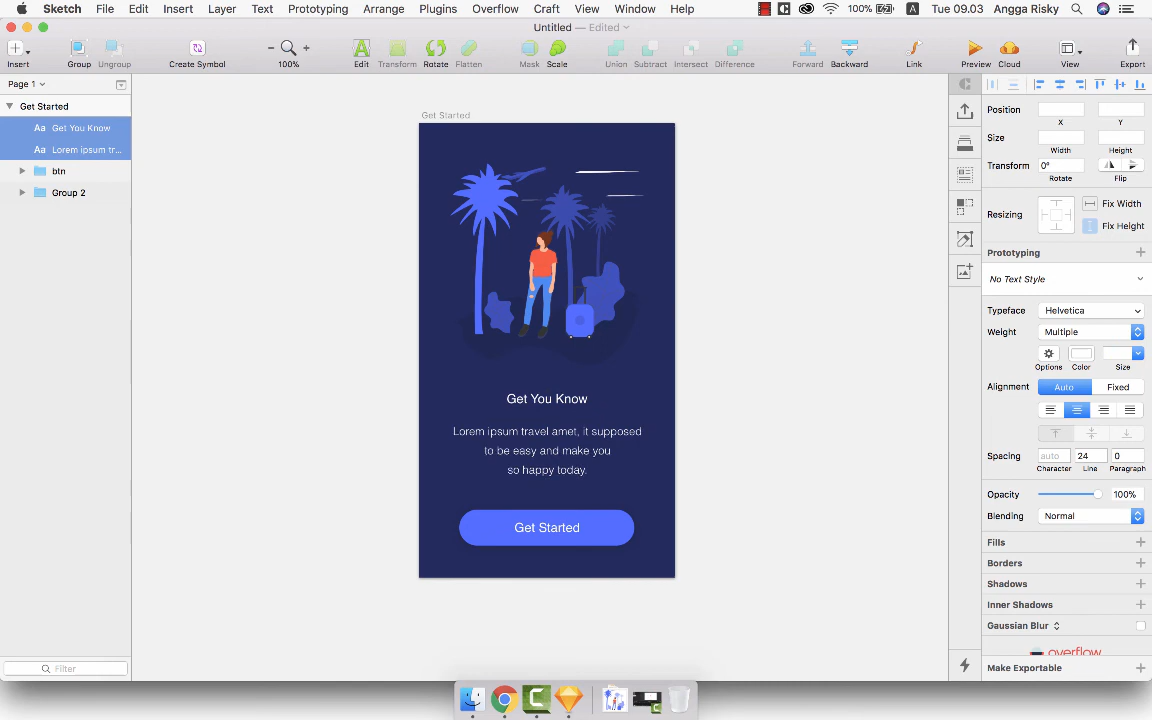 Sketch File Edit Insert Layer Text Prototyping Arrange Plugins Overflow Craft View Window Help 100% A Tue 09.03 Angga Risky
Untitled — Edited
Insert Group Ungroup Create Symbol 100% Edit Transform Rotate Flatten Mask Scale Union Subtract Intersect Difference Forward Backward Link Preview Cloud View Export
Page 1
Get Started
Aa Get You Know
Aa Lorem ipsum tr...
btn
Group 2
Filter
Get Started
Get You Know
Lorem ipsum travel amet, it supposed
to be easy and make you
so happy today.
Get Started
Position
X Y
Size
Width Height
Transform 0°
Rotate Flip
Resizing Fix Width
Fix Height
Prototyping
No Text Style
Typeface Helvetica
Weight Multiple
Options Color Size
Alignment Auto Fixed
Spacing auto 24 0
Character Line Paragraph
Opacity 100%
Blending Normal
Fills
Borders
Shadows
Inner Shadows
Gaussian Blur
overflow
Make Exportable